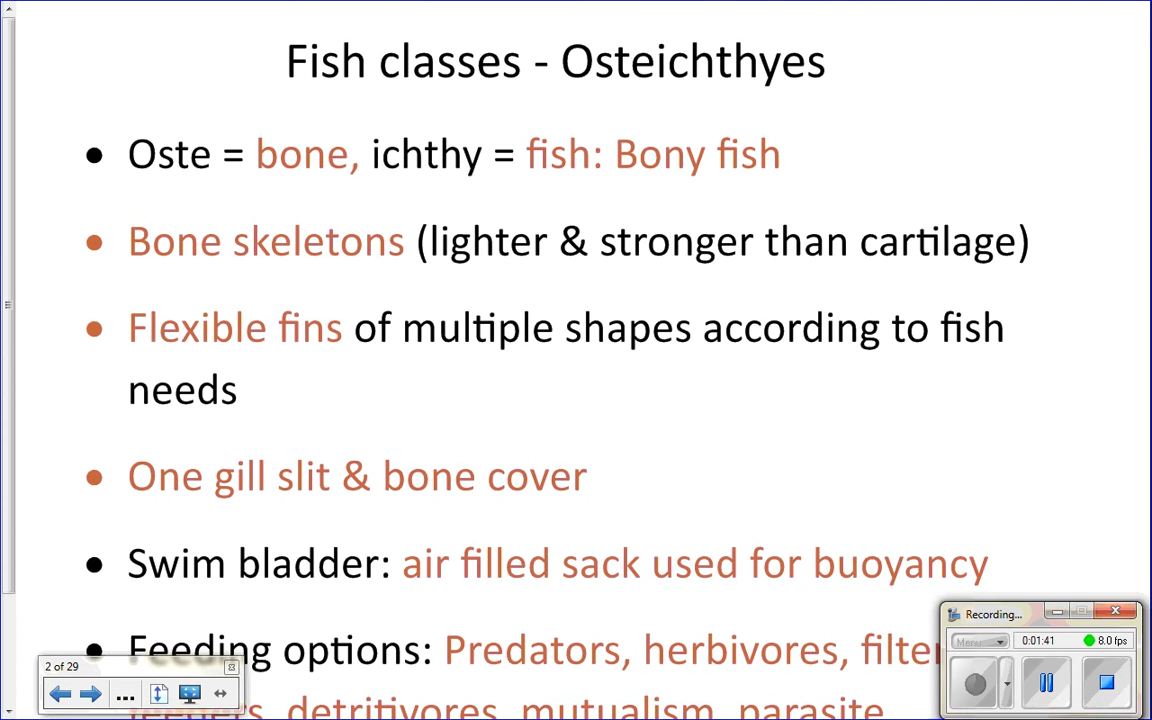 Fish classes - Osteichthyes
• Oste = bone, ichthy = fish: Bony fish
• Bone skeletons (lighter & stronger than cartilage)
• Flexible fins of multiple shapes according to fish
needs
• One gill slit & bone cover
• Swim bladder: air filled sack used for buoyancy
• Feeding options: Predators, herbivores, filter
feeders, detritivores, mutualism, parasite
2 of 29
...
Recording...
Menu
0:01:41
8.0 fps